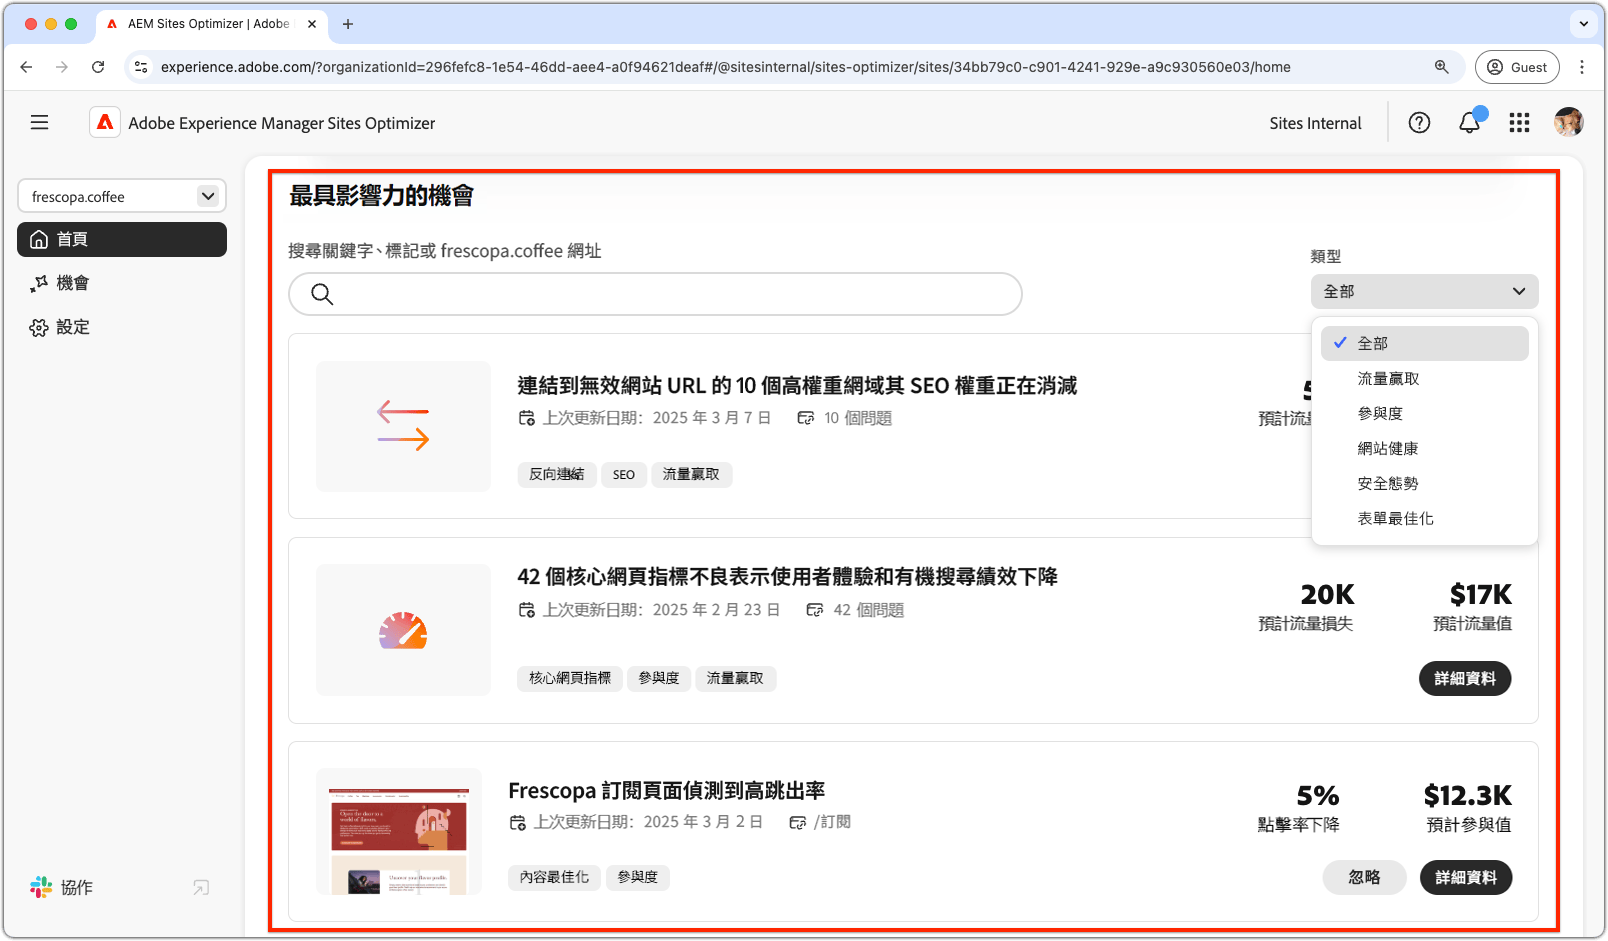 AEM Sites Optimizer | Adobe
experience.adobe.com/?organizationId=296fefc8-1e54-46dd-aee4-a0f94621deaf#/@sitesinternal/sites-optimizer/sites/34bb79c0-c901-4241-929e-a9c930560e03/home
Guest
Adobe Experience Manager Sites Optimizer
Sites Internal
frescopa.coffee
首頁
機會
設定
協作
最具影響力的機會
搜尋關鍵字、標記或 frescopa.coffee 網址
類型
全部
全部
流量贏取
參與度
網站健康
安全態勢
表單最佳化
連結到無效網站 URL 的 10 個高權重網域其 SEO 權重正在消減
上次更新日期: 2025 年 3 月 7 日 10 個問題
預計流量
反向連結 SEO 流量贏取
42 個核心網頁指標不良表示使用者體驗和有機搜尋績效下降
上次更新日期: 2025 年 2 月 23 日 42 個問題
20K
預計流量損失
$17K
預計流量值
核心網頁指標 參與度 流量贏取
詳細資料
Frescopa 訂閱頁面偵測到高跳出率
上次更新日期: 2025 年 3 月 2 日 /訂閱
5%
點擊率下降
$12.3K
預計參與值
Open the door to a
world of flavors.
Uncover your flavor profile.
內容最佳化 參與度
忽略
詳細資料